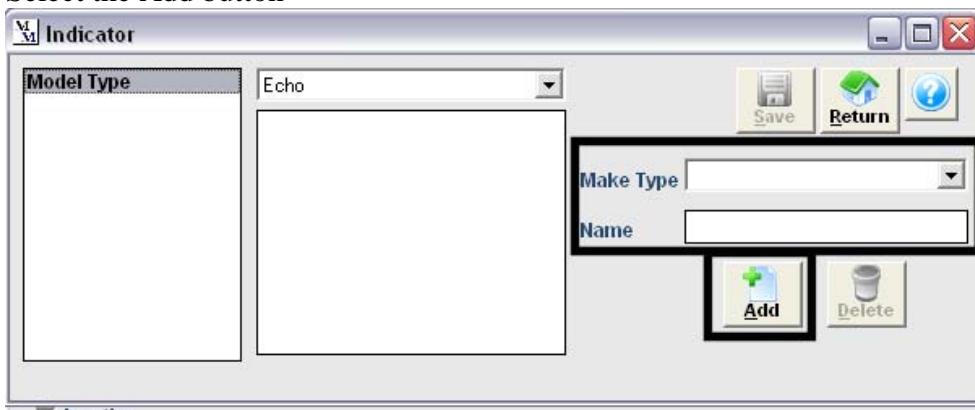 Select the Add button
M
M
Indicator
Model Type
Echo
Save
Return
?
Make Type
Name
Add
Delete